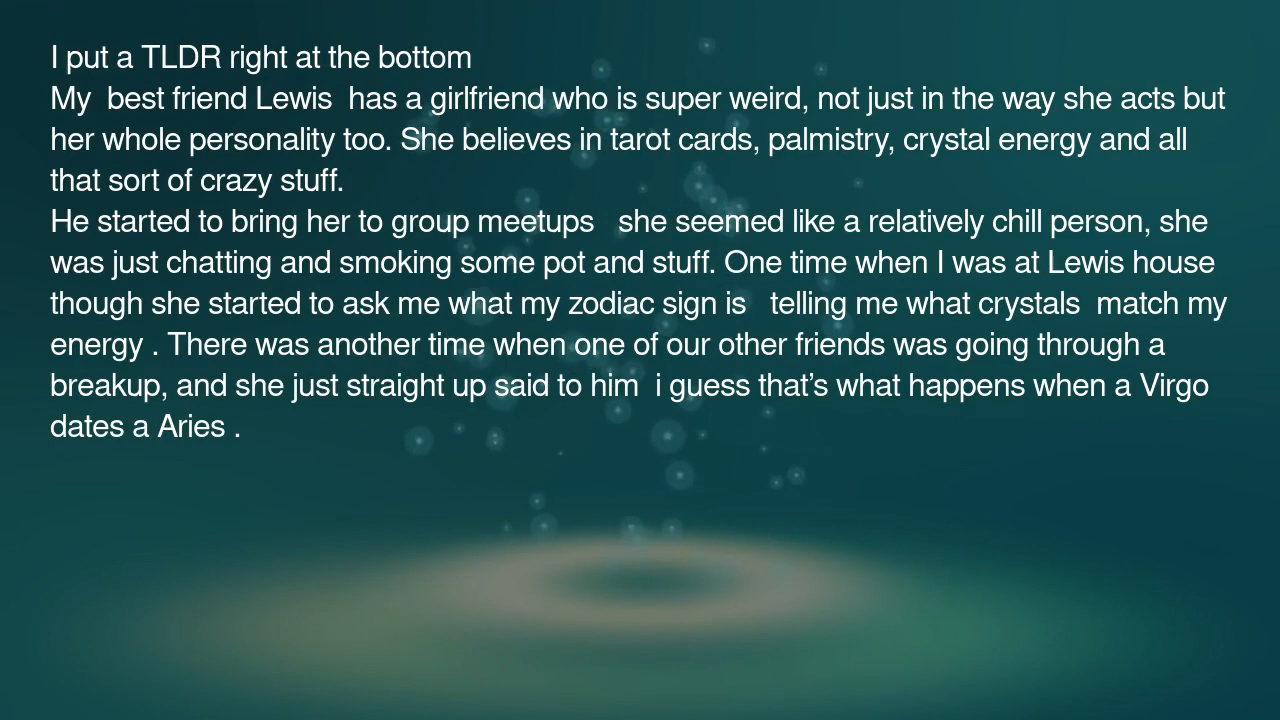 I put a TLDR right at the bottom
My  best friend Lewis  has a girlfriend who is super weird, not just in the way she acts but
her whole personality too. She believes in tarot cards, palmistry, crystal energy and all
that sort of crazy stuff.
He started to bring her to group meetups   she seemed like a relatively chill person, she
was just chatting and smoking some pot and stuff. One time when I was at Lewis house
though she started to ask me what my zodiac sign is   telling me what crystals  match my
energy . There was another time when one of our other friends was going through a
breakup, and she just straight up said to him  i guess that’s what happens when a Virgo
dates a Aries .